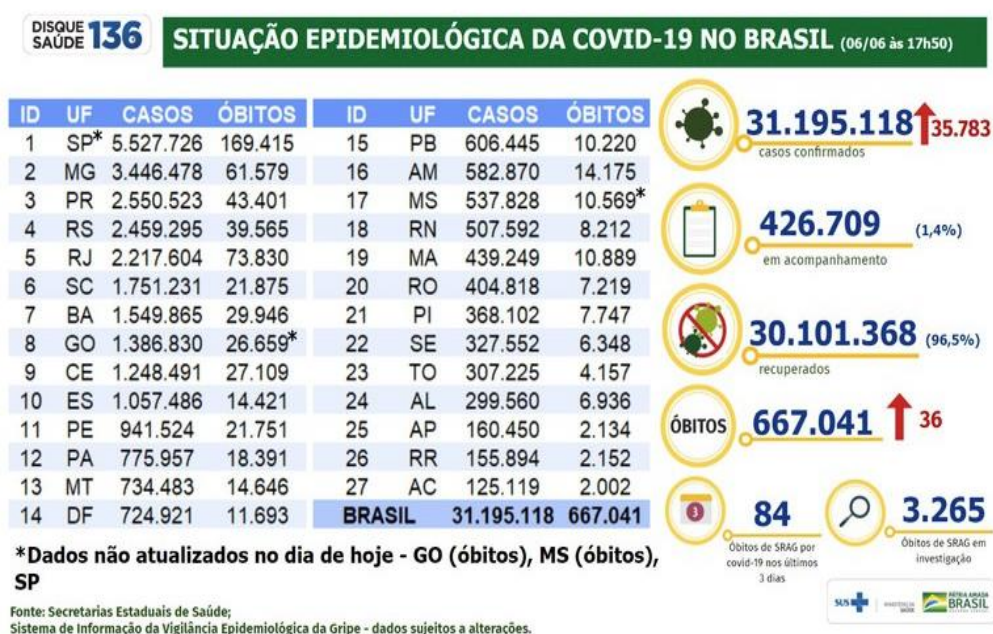 DISQUE
SAÚDE 136
SITUAÇÃO EPIDEMIOLÓGICA DA COVID-19 NO BRASIL (06/06 às 17h50)
ID UF CASOS ÓBITOS
1 SP* 5.527.726 169.415
2 MG 3.446.478 61.579
3 PR 2.550.523 43.401
4 RS 2.459.295 39.565
5 RJ 2.217.604 73.830
6 SC 1.751.231 21.875
7 BA 1.549.865 29.946
8 GO 1.386.830 26.659*
9 CE 1.248.491 27.109
10 ES 1.057.486 14.421
11 PE 941.524 21.751
12 PA 775.957 18.391
13 MT 734.483 14.646
14 DF 724.921 11.693
ID UF CASOS ÓBITOS
15 PB 606.445 10.220
16 AM 582.870 14.175
17 MS 537.828 10.569*
18 RN 507.592 8.212
19 MA 439.249 10.889
20 RO 404.818 7.219
21 PI 368.102 7.747
22 SE 327.552 6.348
23 TO 307.225 4.157
24 AL 299.560 6.936
25 AP 160.450 2.134
26 RR 155.894 2.152
27 AC 125.119 2.002
BRASIL 31.195.118 667.041
31.195.118 35.783
casos confirmados
426.709 (1,4%)
em acompanhamento
30.101.368 (96,5%)
recuperados
ÓBITOS 667.041 36
3
84
Óbitos de SRAG por
covid-19 nos últimos
3 dias
3.265
Óbitos de SRAG em
investigação
*Dados não atualizados no dia de hoje - GO (óbitos), MS (óbitos),
SP
Fonte: Secretarias Estaduais de Saúde;
Sistema de Informação da Vigilância Epidemiológica da Gripe - dados sujeitos a alterações.
SUS
PÁTRIA AMADA
BRASIL